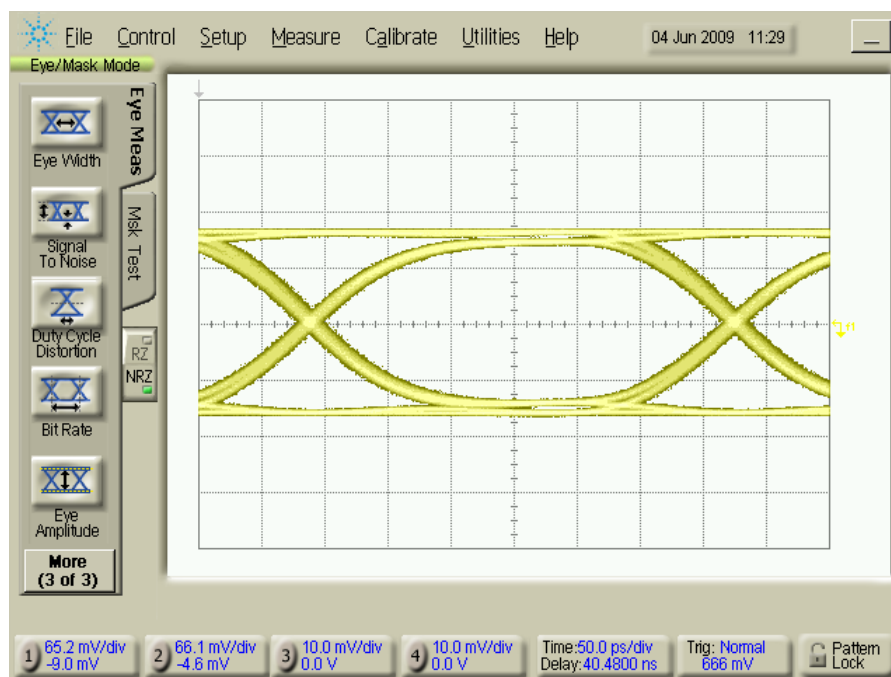 File Control Setup Measure Calibrate Utilities Help 04 Jun 2009 11:29
Eye/Mask Mode
Eye Meas
Eye Width
Signal
To Noise
Msk Test
Duty Cycle
Distortion
RZ
NRZ
Bit Rate
Eye
Amplitude
More
(3 of 3)
f1
1 65.2 mV/div
-9.0 mV
2 66.1 mV/div
-4.6 mV
3 10.0 mV/div
0.0 V
4 10.0 mV/div
0.0 V
Time:50.0 ps/div
Delay:40.4800 ns
Trig: Normal
666 mV
Pattern
Lock